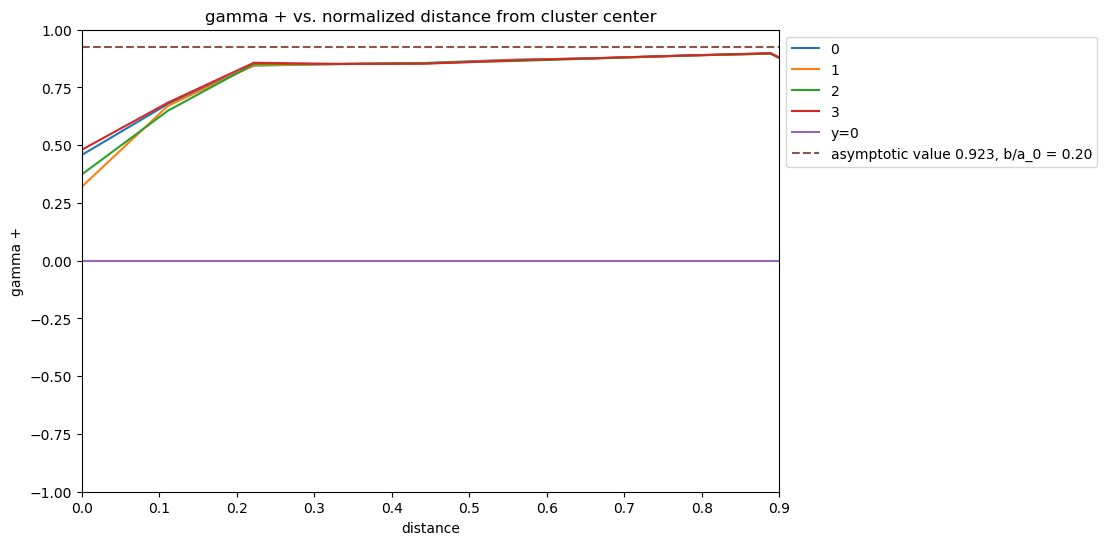 gamma + vs. normalized distance from cluster center
1.00
0.75
0.50
0.25
0.00
−0.25
−0.50
−0.75
−1.00
gamma +
0.0 0.1 0.2 0.3 0.4 0.5 0.6 0.7 0.8 0.9
distance
0
1
2
3
y=0
asymptotic value 0.923, b/a_0 = 0.20